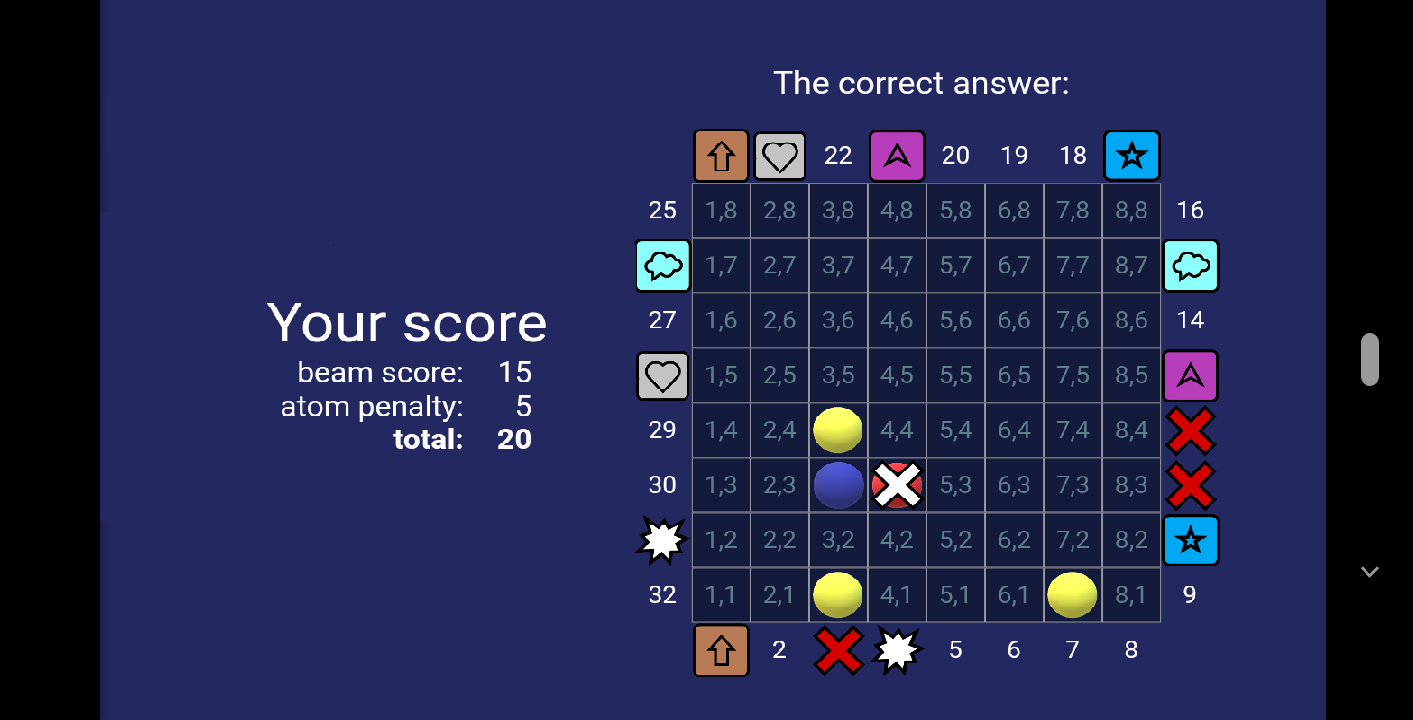 The correct answer:
22 20 19 18
25 1,8 2,8 3,8 4,8 5,8 6,8 7,8 8,8 16
1,7 2,7 3,7 4,7 5,7 6,7 7,7 8,7
Your score
27 1,6 2,6 3,6 4,6 5,6 6,6 7,6 8,6 14
beam score: 15
1,5 2,5 3,5 4,5 5,5 6,5 7,5 8,5
atom penalty: 5
total: 20
29 1,4 2,4 4,4 5,4 6,4 7,4 8,4
30 1,3 2,3 5,3 6,3 7,3 8,3
1,2 2,2 3,2 4,2 5,2 6,2 7,2 8,2
32 1,1 2,1 4,1 5,1 6,1 8,1 9
2 5 6 7 8